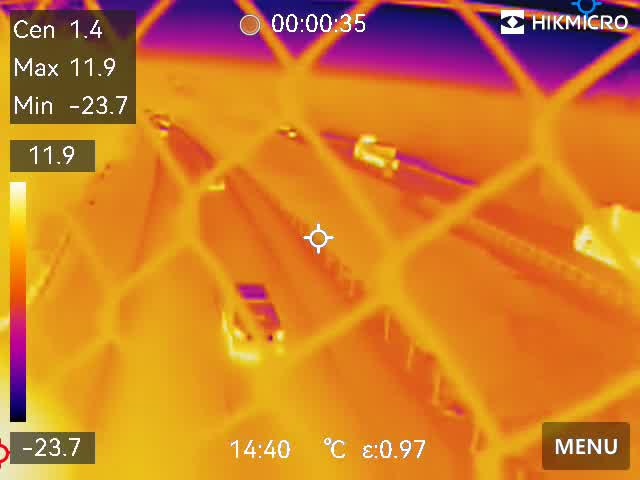 Cen 1.4
Max 11.9
Min -23.7
00:00:35
HIKMICRO
11.9
-23.7
14:40 ℃ ε:0.97
MENU